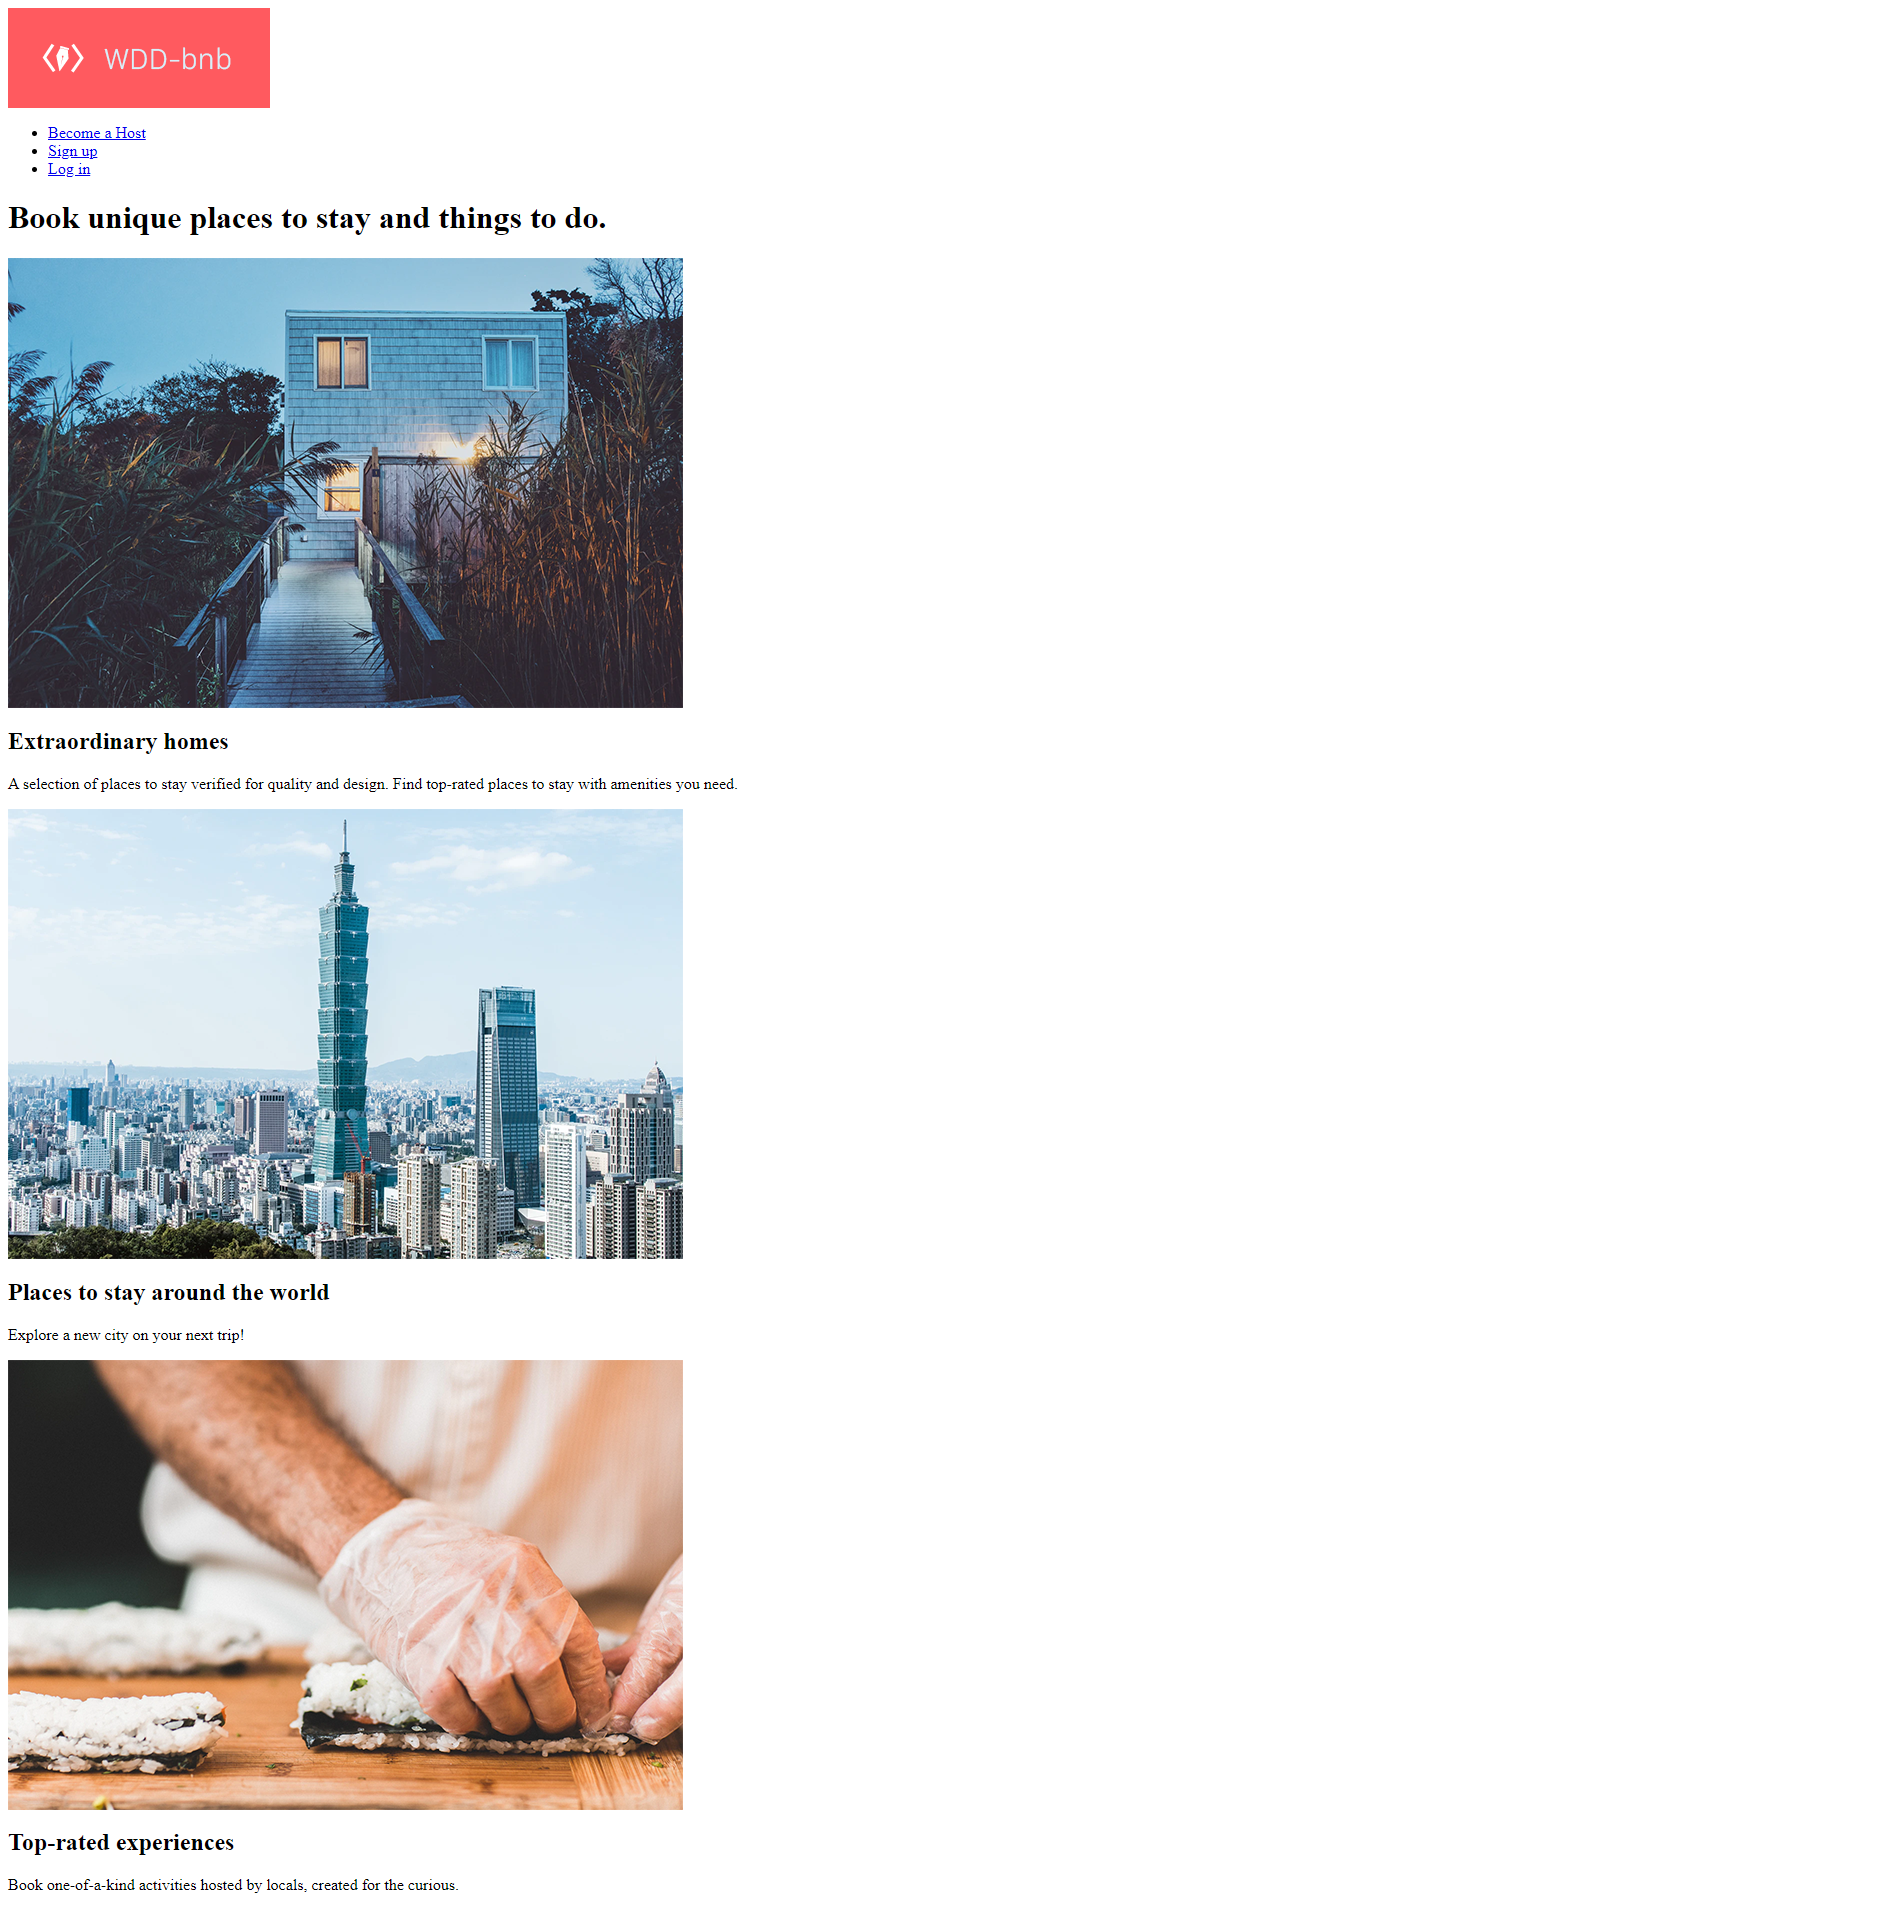 WDD-bnb
Become a Host
Sign up
Log in
Book unique places to stay and things to do.
Extraordinary homes
A selection of places to stay verified for quality and design. Find top-rated places to stay with amenities you need.
Places to stay around the world
Explore a new city on your next trip!
Top-rated experiences
Book one-of-a-kind activities hosted by locals, created for the curious.